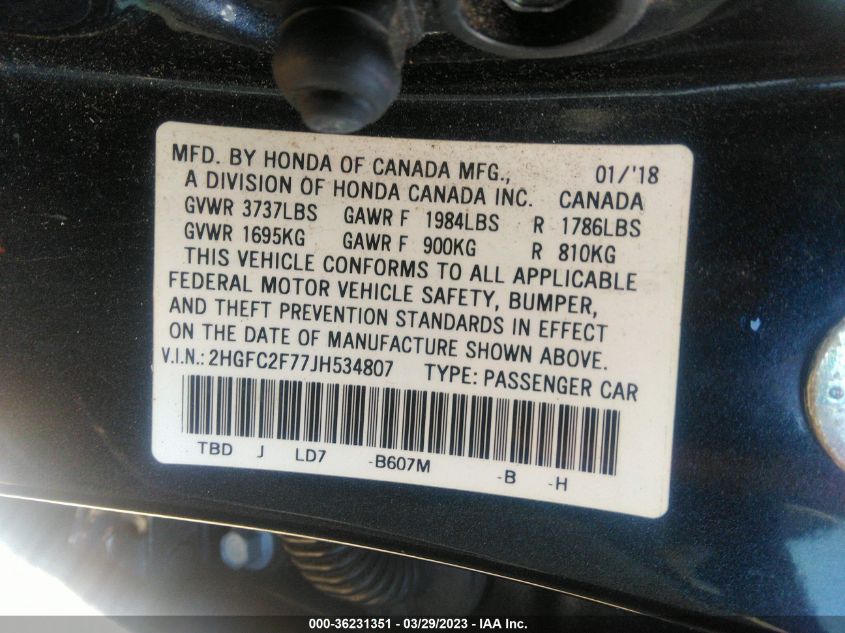 MFD. BY HONDA OF CANADA MFG., 01/'18
A DIVISION OF HONDA CANADA INC. CANADA
GVWR 3737LBS GAWR F 1984LBS R 1786LBS
GVWR 1695KG GAWR F 900KG R 810KG
THIS VEHICLE CONFORMS TO ALL APPLICABLE
FEDERAL MOTOR VEHICLE SAFETY, BUMPER,
AND THEFT PREVENTION STANDARDS IN EFFECT
ON THE DATE OF MANUFACTURE SHOWN ABOVE.
V.I.N.: 2HGFC2F77JH534807 TYPE: PASSENGER CAR
TBD J LD7 -B607M -B -H
000-36231351 - 03/29/2023 - IAA Inc.